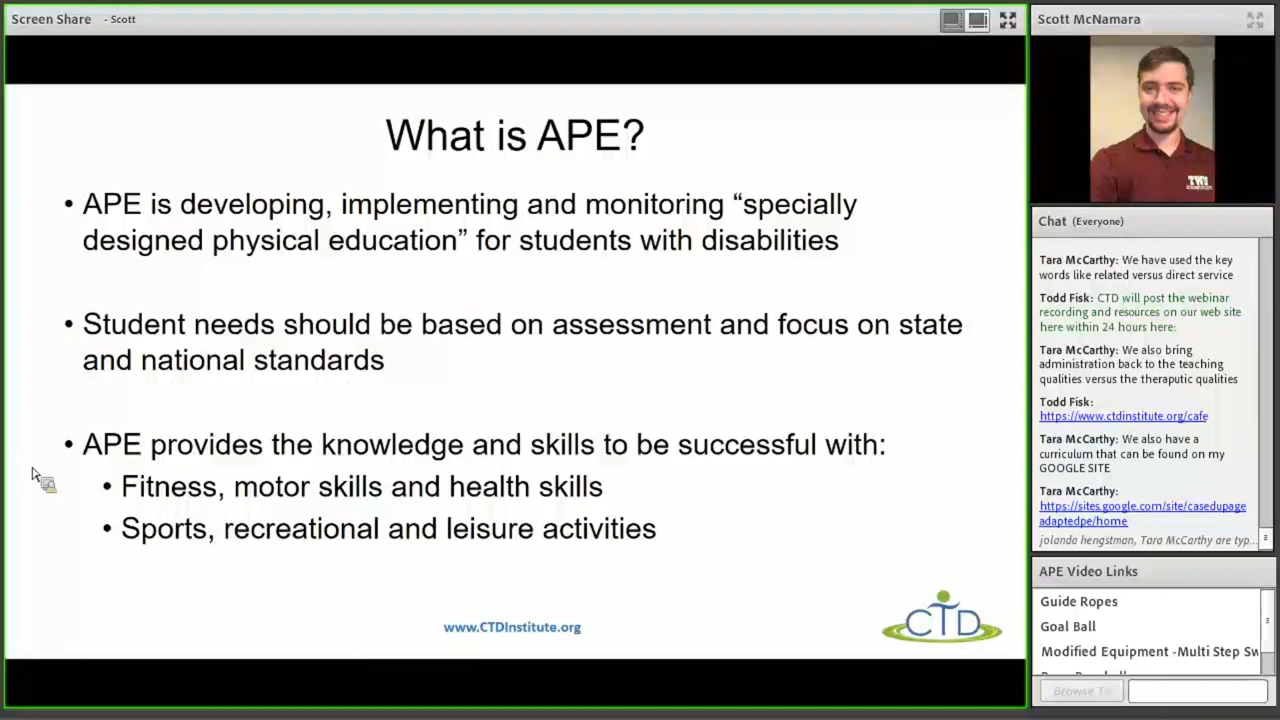 Screen Share - Scott
What is APE?
• APE is developing, implementing and monitoring “specially
designed physical education” for students with disabilities
• Student needs should be based on assessment and focus on state
and national standards
• APE provides the knowledge and skills to be successful with:
• Fitness, motor skills and health skills
• Sports, recreational and leisure activities
www.CTDInstitute.org
CTD
Scott McNamara
TWU
Chat (Everyone)
Tara McCarthy: We have used the key
words like related versus direct service
Todd Fisk: CTD will post the webinar
recording and resources on our web site
here within 24 hours here:
Tara McCarthy: We also bring
administration back to the teaching
qualities versus the theraputic qualities
Todd Fisk:
https://www.ctdinstitute.org/cafe
Tara McCarthy: We also have a
curriculum that can be found on my
GOOGLE SITE
Tara McCarthy:
https://sites.google.com/site/casedupage
adaptedpe/home
jolanda hengstman, Tara McCarthy are typ...
APE Video Links
Guide Ropes
Goal Ball
Modified Equipment -Multi Step Sw
Browse To